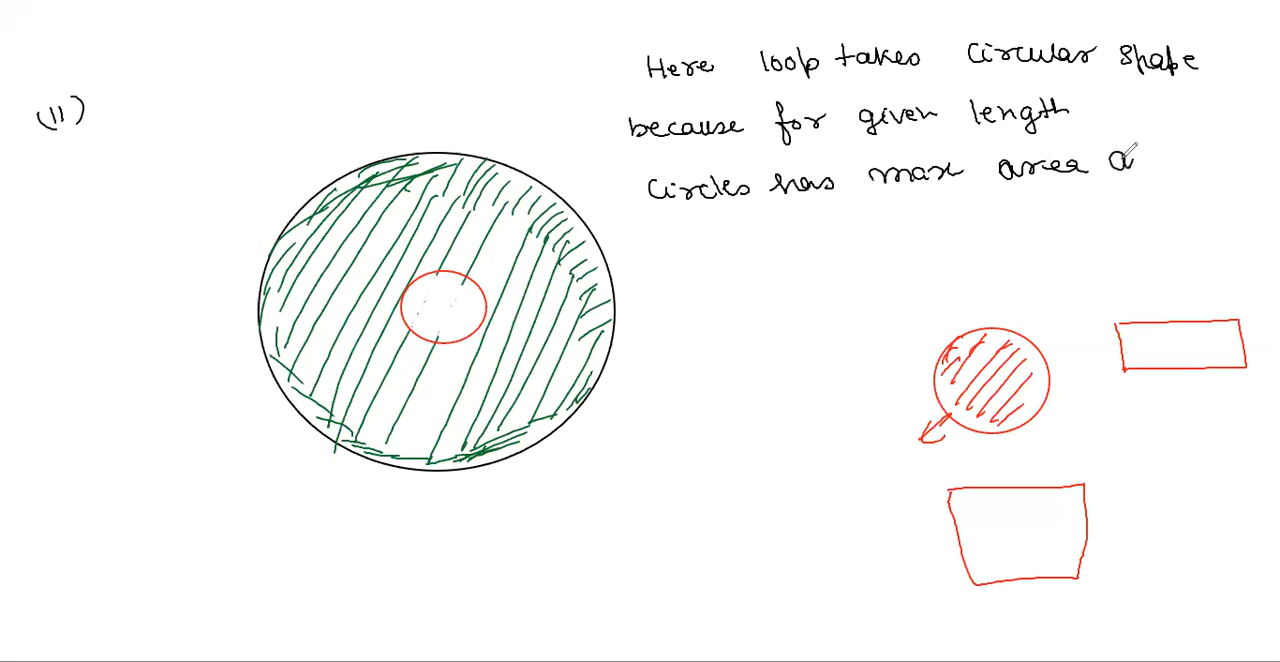 (11)
Here loop takes circular shape
because for given length
Circles has max area a